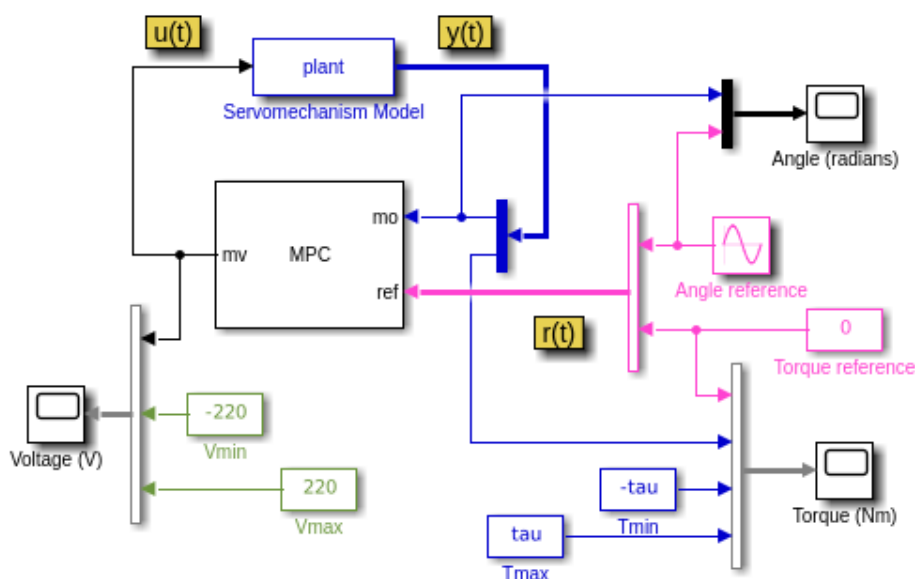 u(t)
y(t)
plant
Servomechanism Model
Angle (radians)
mo
mv
MPC
ref
Angle reference
r(t)
0
Torque reference
-220
Vmin
Voltage (V)
220
Vmax
-tau
Tmin
Torque (Nm)
tau
Tmax